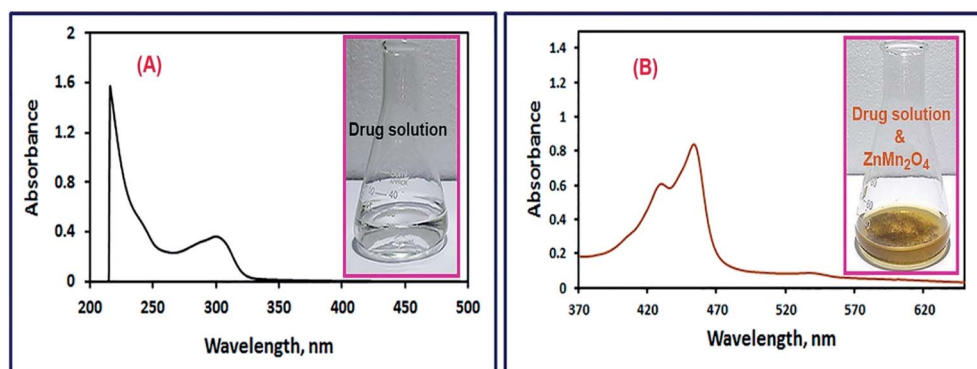 (A)
2
1.6
1.2
0.8
0.4
0
200 250 300 350 400 450 500
Absorbance
Wavelength, nm
Drug solution
40
(B)
1.4
1.2
1
0.8
0.6
0.4
0.2
0
370 420 470 520 570 620
Absorbance
Wavelength, nm
Drug solution
&
ZnMn₂O₄